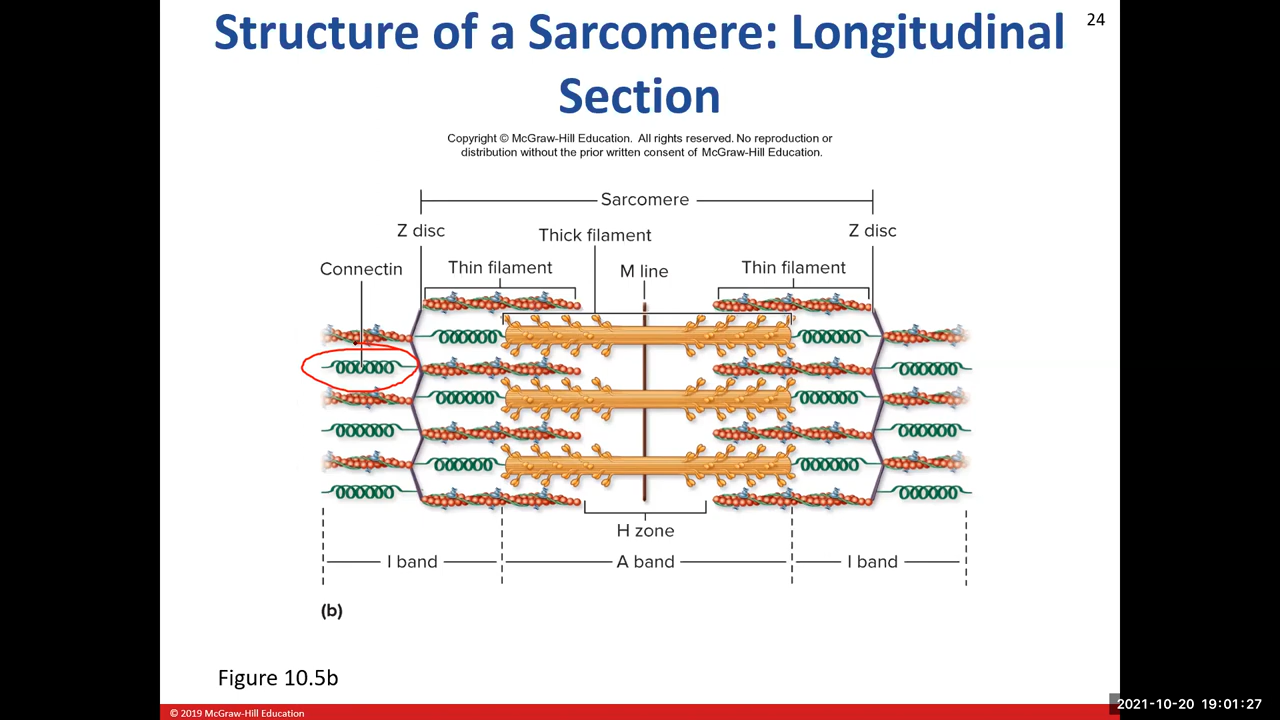 Structure of a Sarcomere: Longitudinal
Section
24
Copyright © McGraw-Hill Education. All rights reserved. No reproduction or
distribution without the prior written consent of McGraw-Hill Education.
Sarcomere
Z disc
Thick filament
Z disc
Connectin
Thin filament
M line
Thin filament
H zone
I band
A band
I band
(b)
Figure 10.5b
© 2019 McGraw-Hill Education
2021-10-20 19:01:27